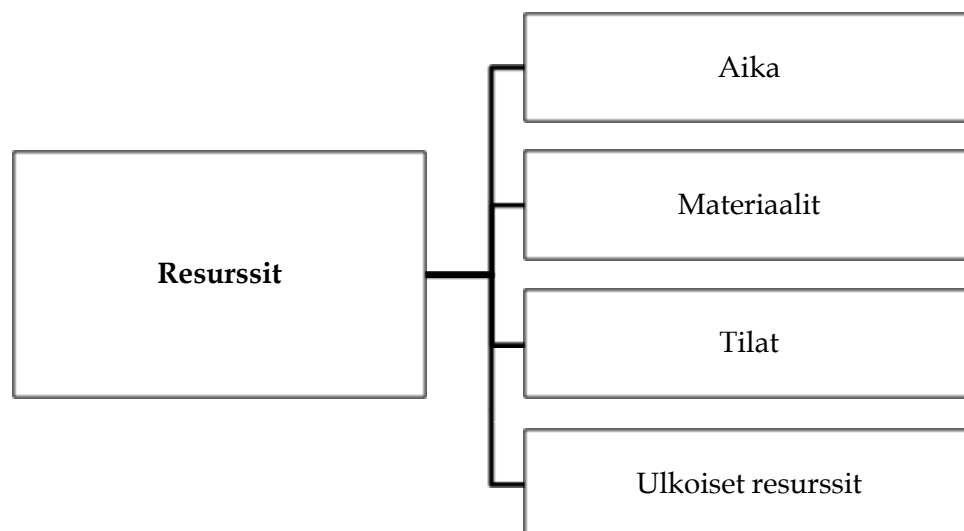 Aika
Materiaalit
Resurssit
Tilat
Ulkoiset resurssit